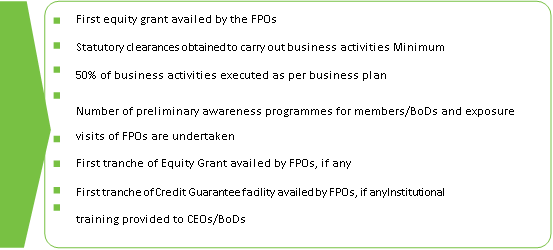 First equity grant availed by the FPOs
Statutory clearances obtained to carry out business activities Minimum
50% of business activities executed as per business plan
Number of preliminary awareness programmes for members/BoDs and exposure
visits of FPOs are undertaken
First tranche of Equity Grant availed by FPOs, if any
First tranche of Credit Guarantee facility availed by FPOs, if anyInstitutional
training provided to CEOs/BoDs